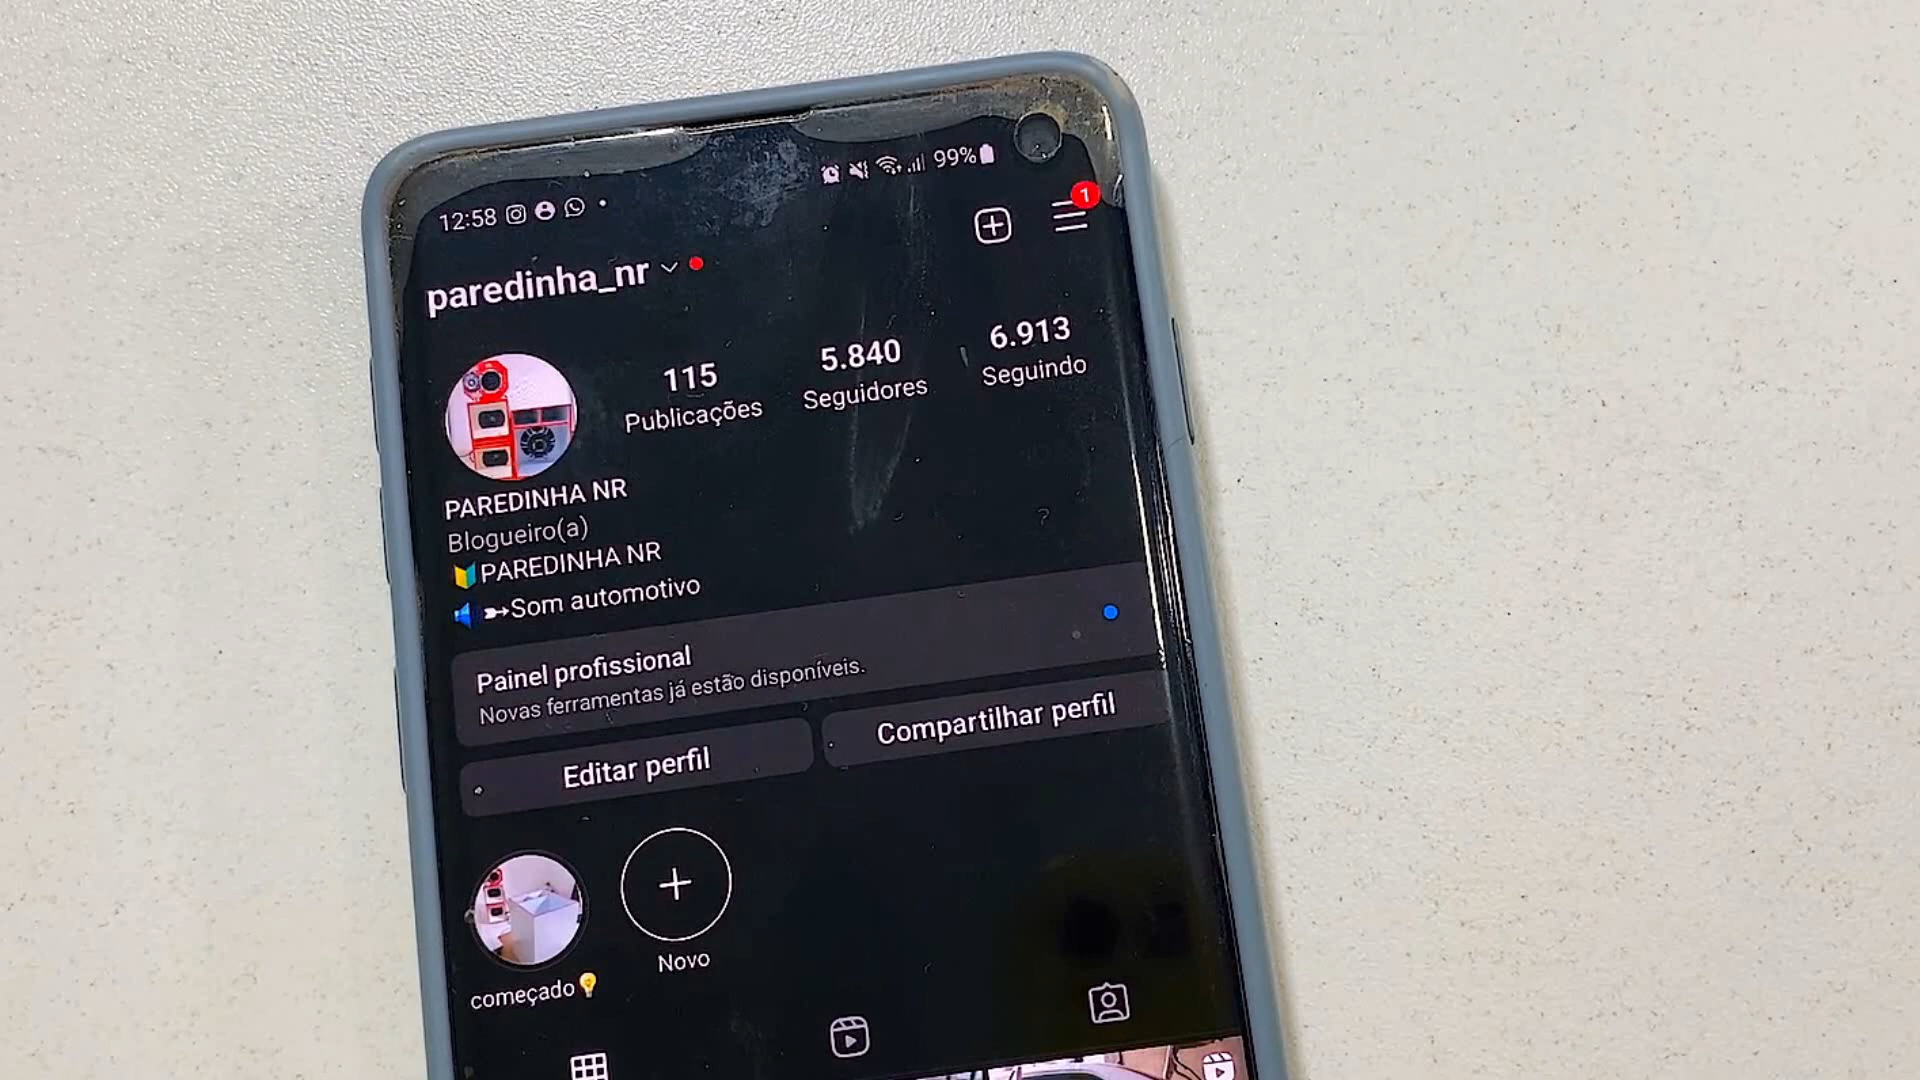 12:58
99%
1
paredinha_nr
115
Publicações
5.840
Seguidores
6.913
Seguindo
PAREDINHA NR
Blogueiro(a)
🔰PAREDINHA NR
🔊➳Som automotivo
Painel profissional
Novas ferramentas já estão disponíveis.
Editar perfil
Compartilhar perfil
começado💡
Novo